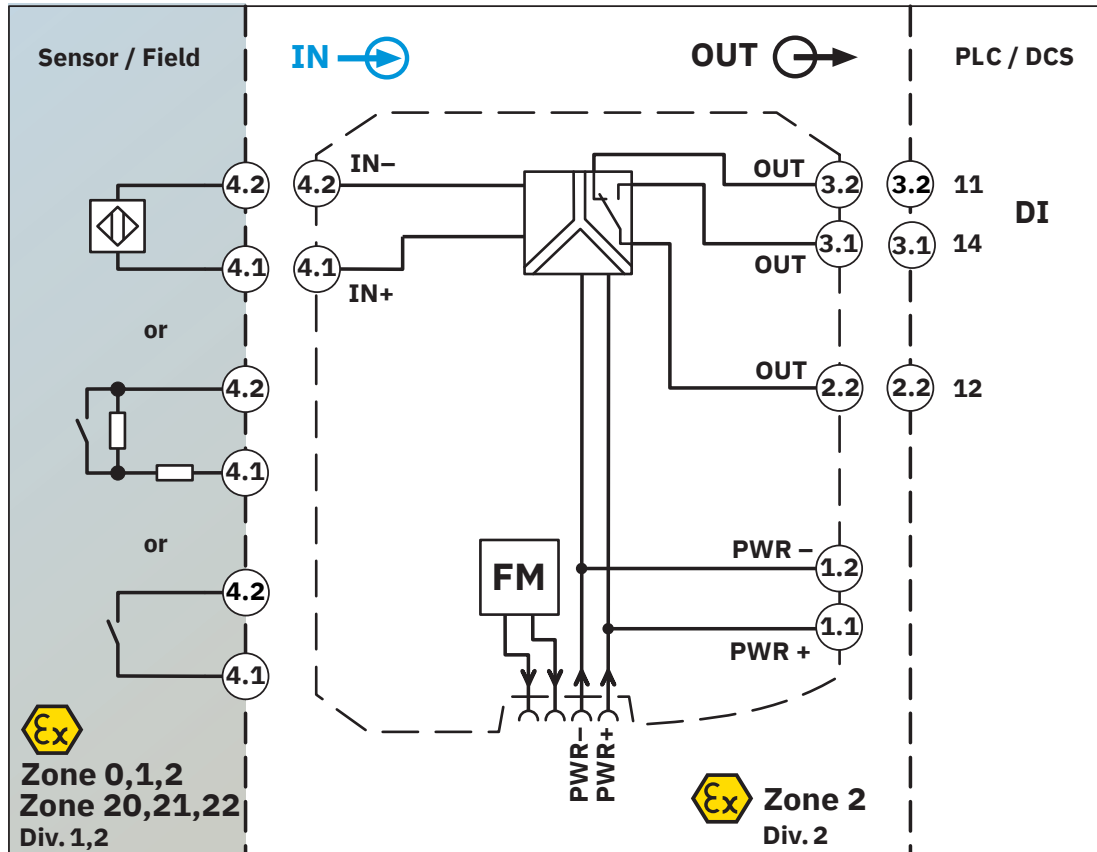 Sensor / Field
IN
OUT
PLC / DCS
4.2
4.2
IN–
OUT
3.2
3.2
11
DI
4.1
4.1
IN+
OUT
3.1
3.1
14
or
4.2
OUT
2.2
2.2
12
4.1
or
FM
PWR –
1.2
4.2
1.1
PWR +
4.1
PWR–
PWR+
Ex
Zone 0,1,2
Zone 20,21,22
Div. 1,2
Ex
Zone 2
Div. 2